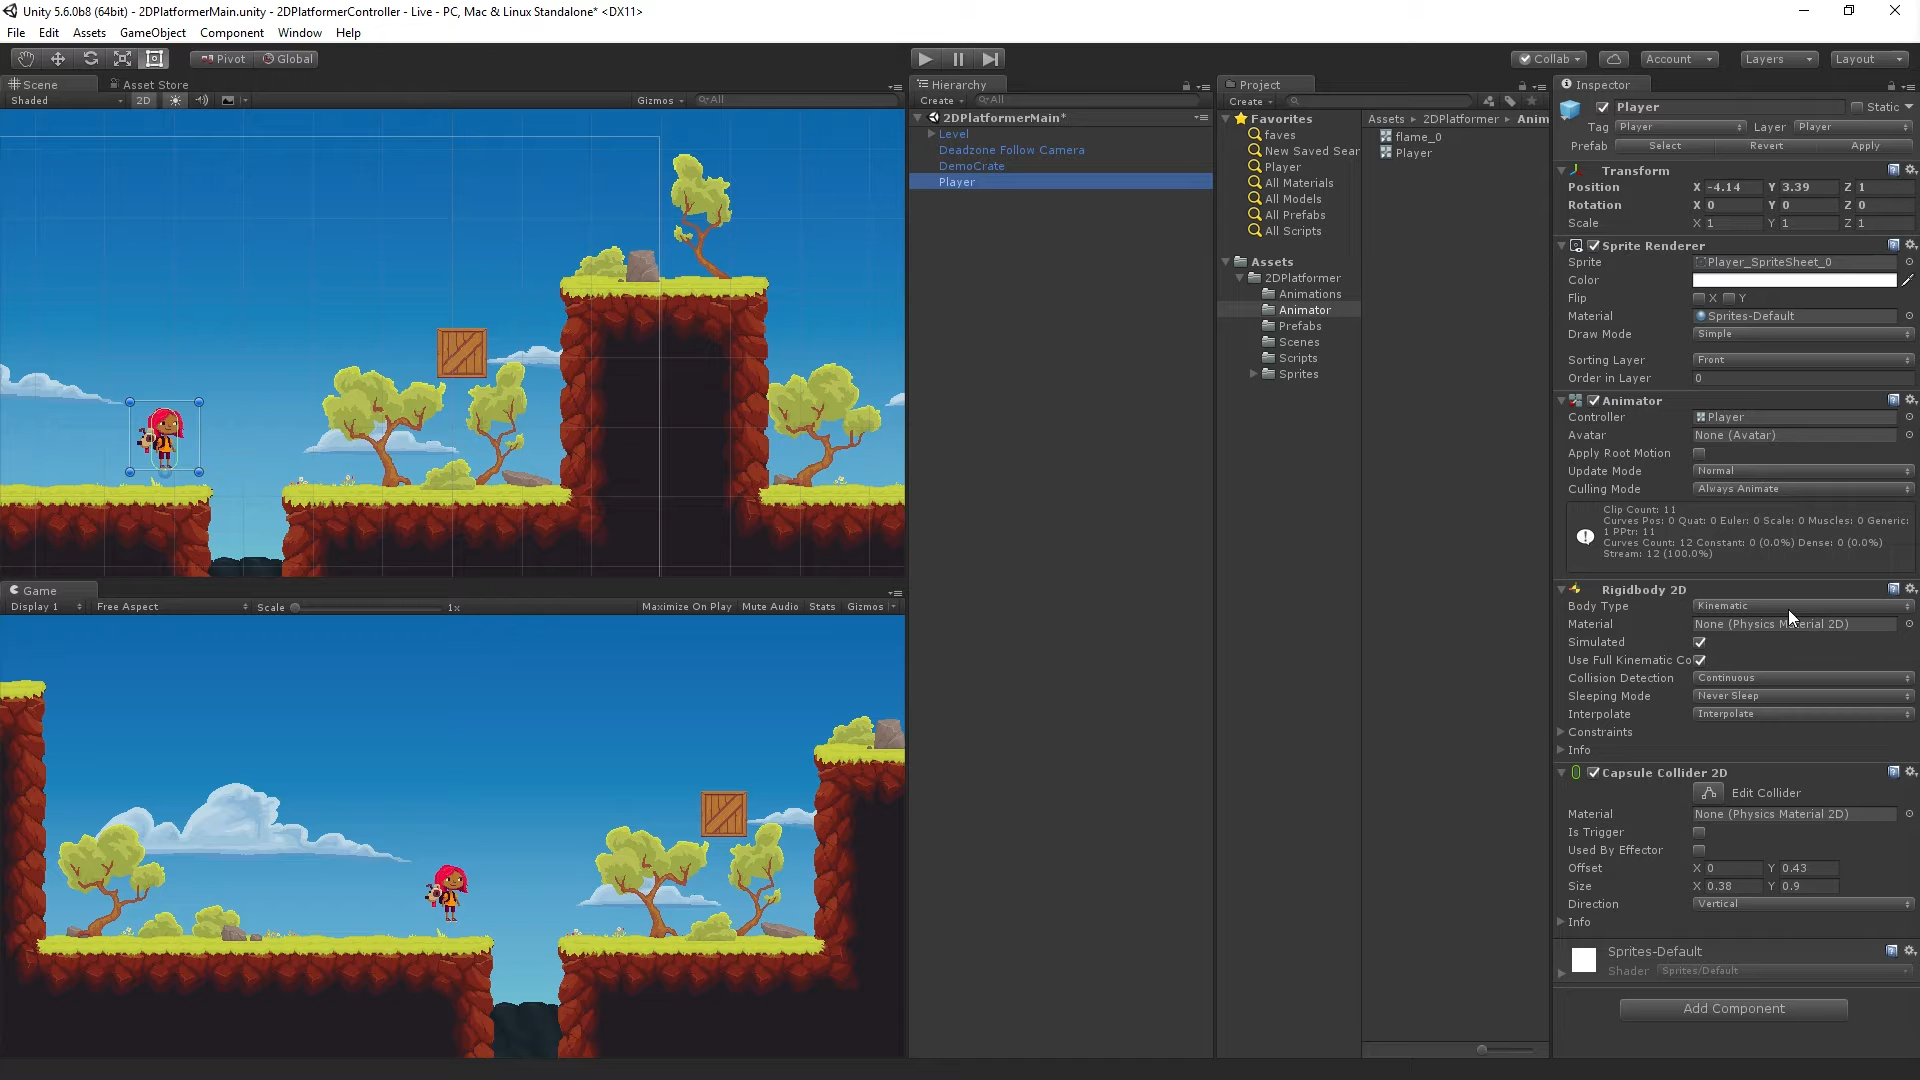 Unity 5.6.0b8 (64bit) - 2DPlatformerMain.unity - 2DPlatformerController - Live - PC, Mac & Linux Standalone* <DX11>
File Edit Assets GameObject Component Window Help
Pivot Global
Collab Account Layers Layout
Scene Asset Store
Shaded 2D Gizmos All
Hierarchy
Create All
2DPlatformerMain*
Level
Deadzone Follow Camera
DemoCrate
Player
Project
Create
Favorites
faves
New Saved Sear
Player
All Materials
All Models
All Prefabs
All Scripts
Assets
2DPlatformer
Animations
Animator
Prefabs
Scenes
Scripts
Sprites
Assets 2DPlatformer Anim
flame_0
Player
Inspector
Player Static
Tag Player Layer Player
Prefab Select Revert Apply
Transform
Position X -4.14 Y 3.39 Z 1
Rotation X 0 Y 0 Z 0
Scale X 1 Y 1 Z 1
Sprite Renderer
Sprite Player_SpriteSheet_0
Color
Flip X Y
Material Sprites-Default
Draw Mode Simple
Sorting Layer Front
Order in Layer 0
Animator
Controller Player
Avatar None (Avatar)
Apply Root Motion
Update Mode Normal
Culling Mode Always Animate
Clip Count: 11
Curves Pos: 0 Quat: 0 Euler: 0 Scale: 0 Muscles: 0 Generic:
1 PPtr: 11
Curves Count: 12 Constant: 0 (0.0%) Dense: 0 (0.0%)
Stream: 12 (100.0%)
Rigidbody 2D
Body Type Kinematic
Material None (Physics Material 2D)
Simulated
Use Full Kinematic Co
Collision Detection Continuous
Sleeping Mode Never Sleep
Interpolate Interpolate
Constraints
Info
Capsule Collider 2D
Edit Collider
Material None (Physics Material 2D)
Is Trigger
Used By Effector
Offset X 0 Y 0.43
Size X 0.38 Y 0.9
Direction Vertical
Info
Sprites-Default
Shader Sprites/Default
Add Component
Game
Display 1 Free Aspect Scale 1x Maximize On Play Mute Audio Stats Gizmos